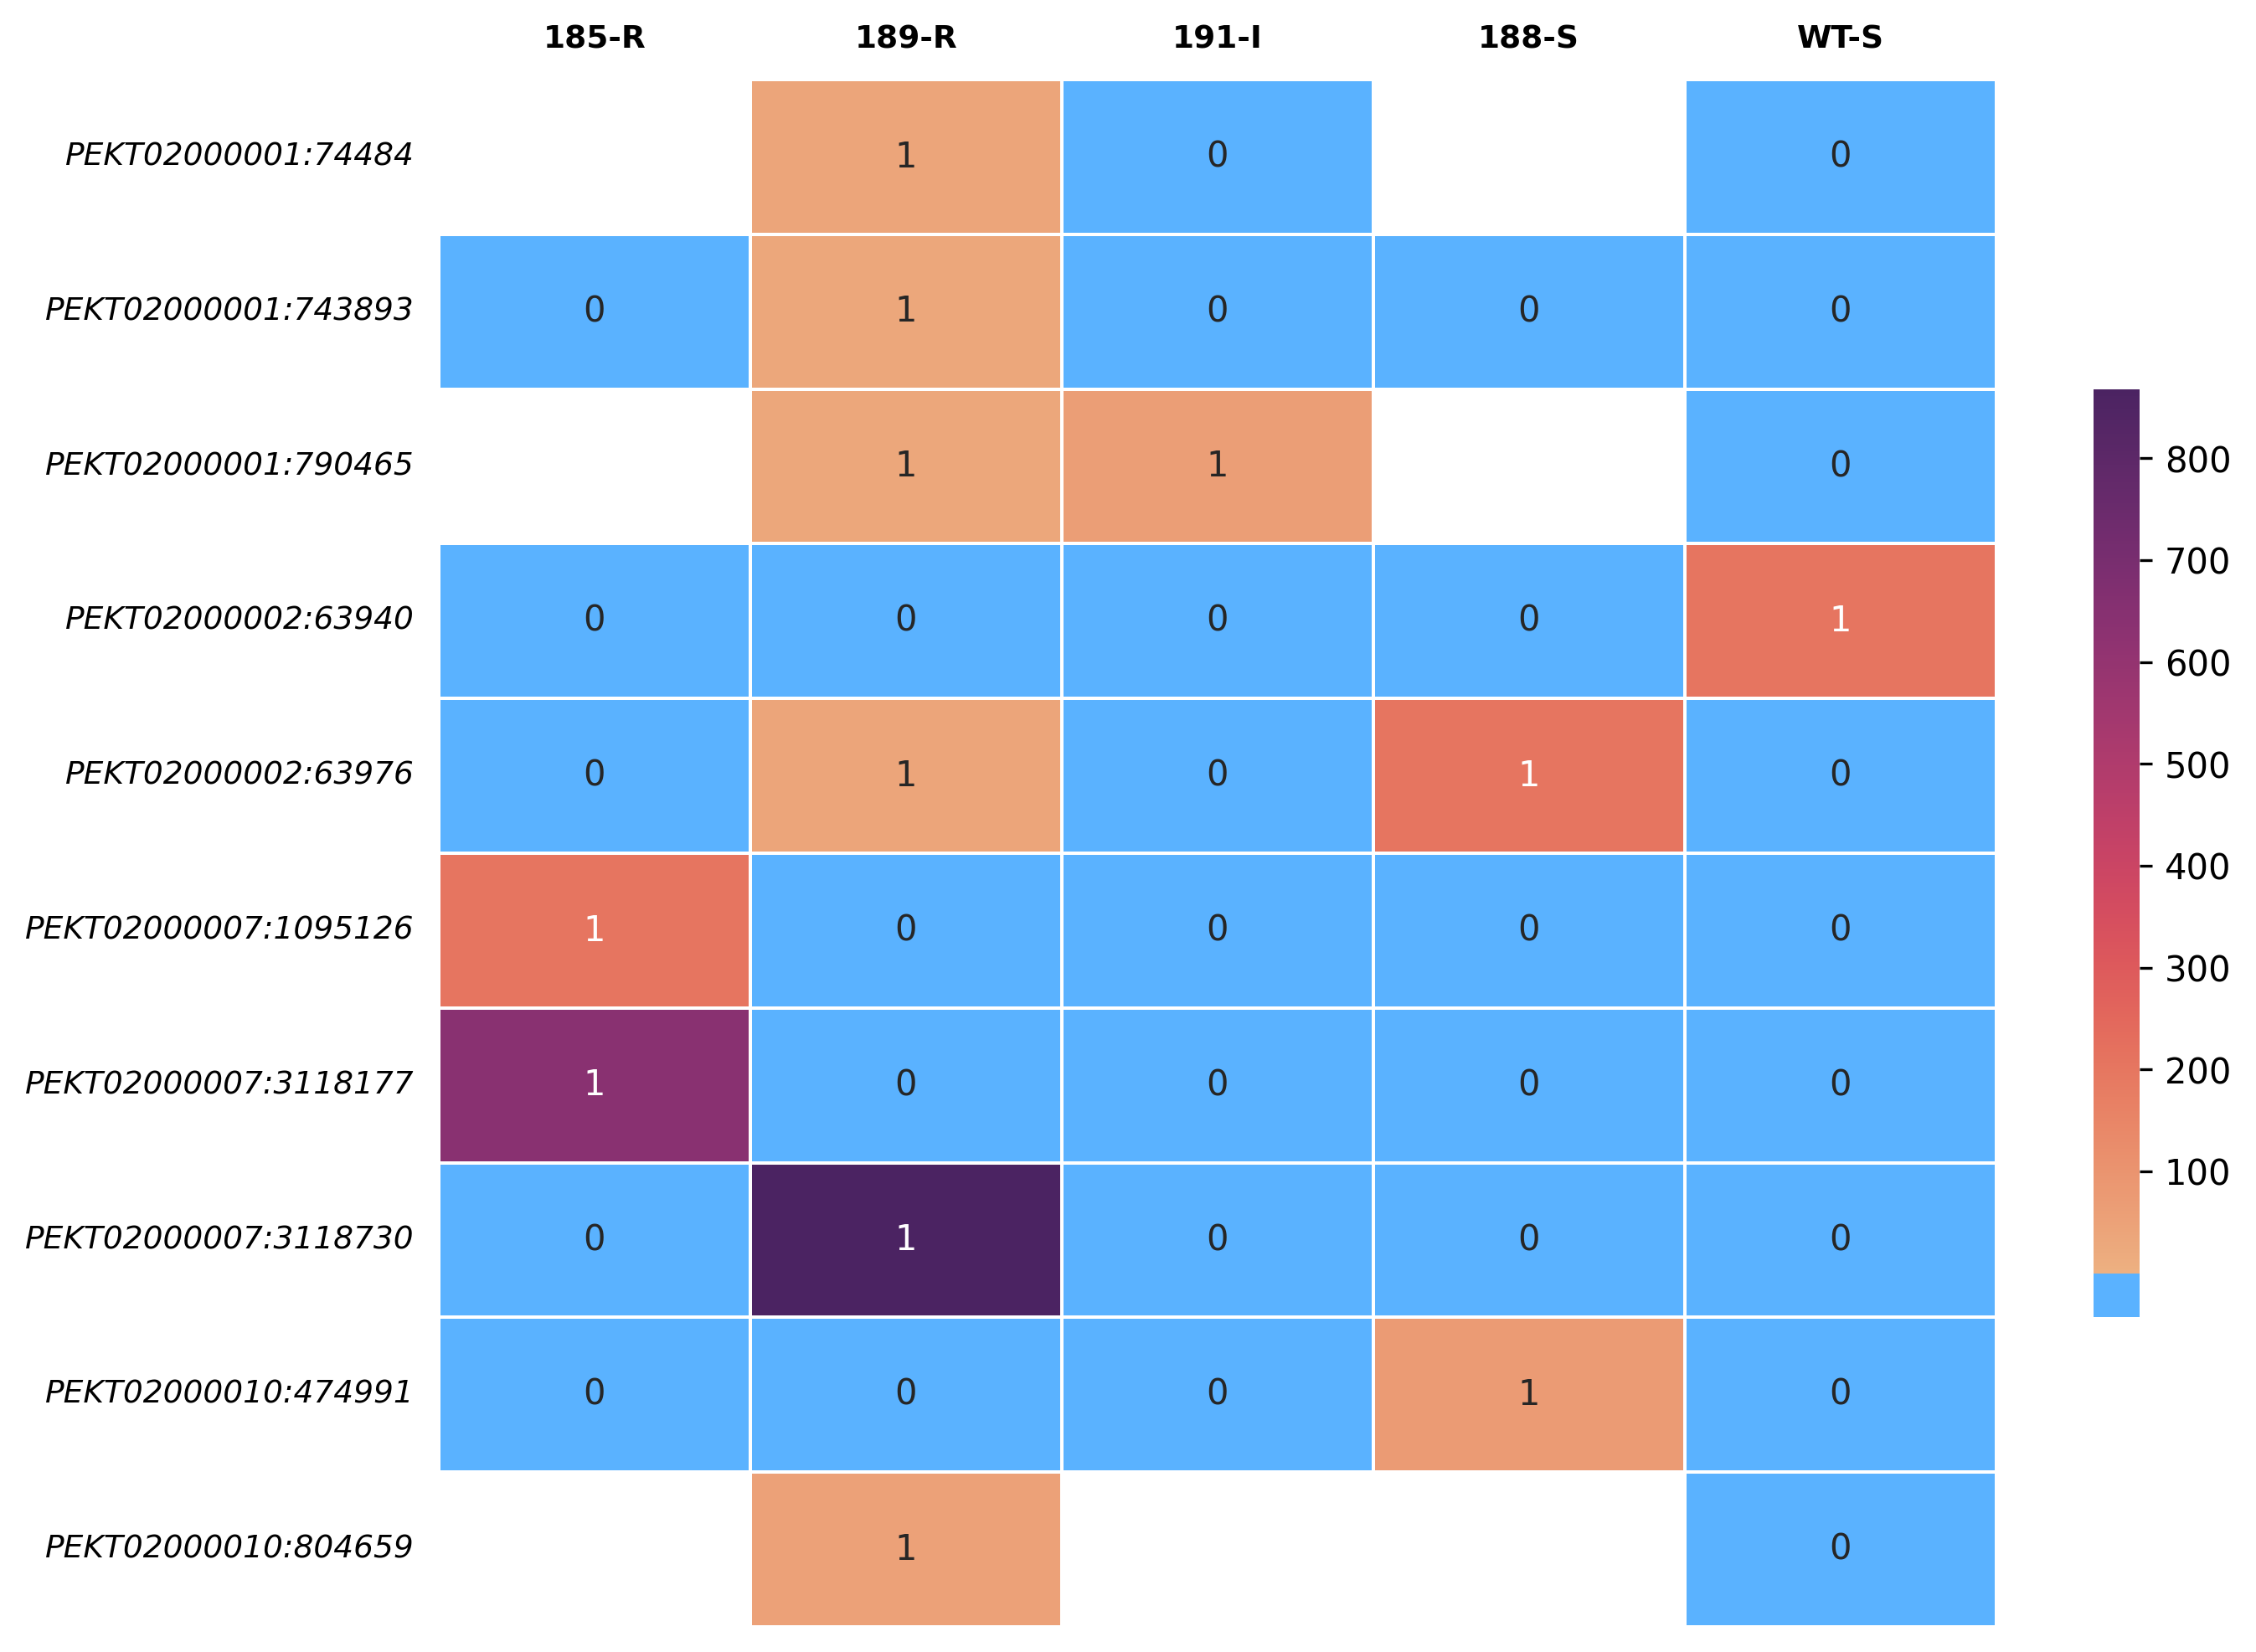 185-R 189-R 191-I 188-S WT-S
PEKT02000001:74484 1 0 0
PEKT02000001:743893 0 1 0 0 0
PEKT02000001:790465 1 1 0
PEKT02000002:63940 0 0 0 0 1
PEKT02000002:63976 0 1 0 1 0
PEKT02000007:1095126 1 0 0 0 0
PEKT02000007:3118177 1 0 0 0 0
PEKT02000007:3118730 0 1 0 0 0
PEKT02000010:474991 0 0 0 1 0
PEKT02000010:804659 1 0
800
700
600
500
400
300
200
100